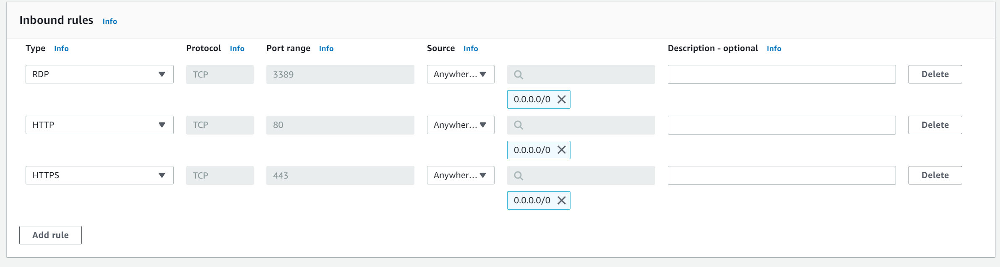 Inbound rules Info
Type Info Protocol Info Port range Info Source Info Description - optional Info
RDP TCP 3389 Anywher... Delete
0.0.0.0/0
HTTP TCP 80 Anywher... Delete
0.0.0.0/0
HTTPS TCP 443 Anywher... Delete
0.0.0.0/0
Add rule